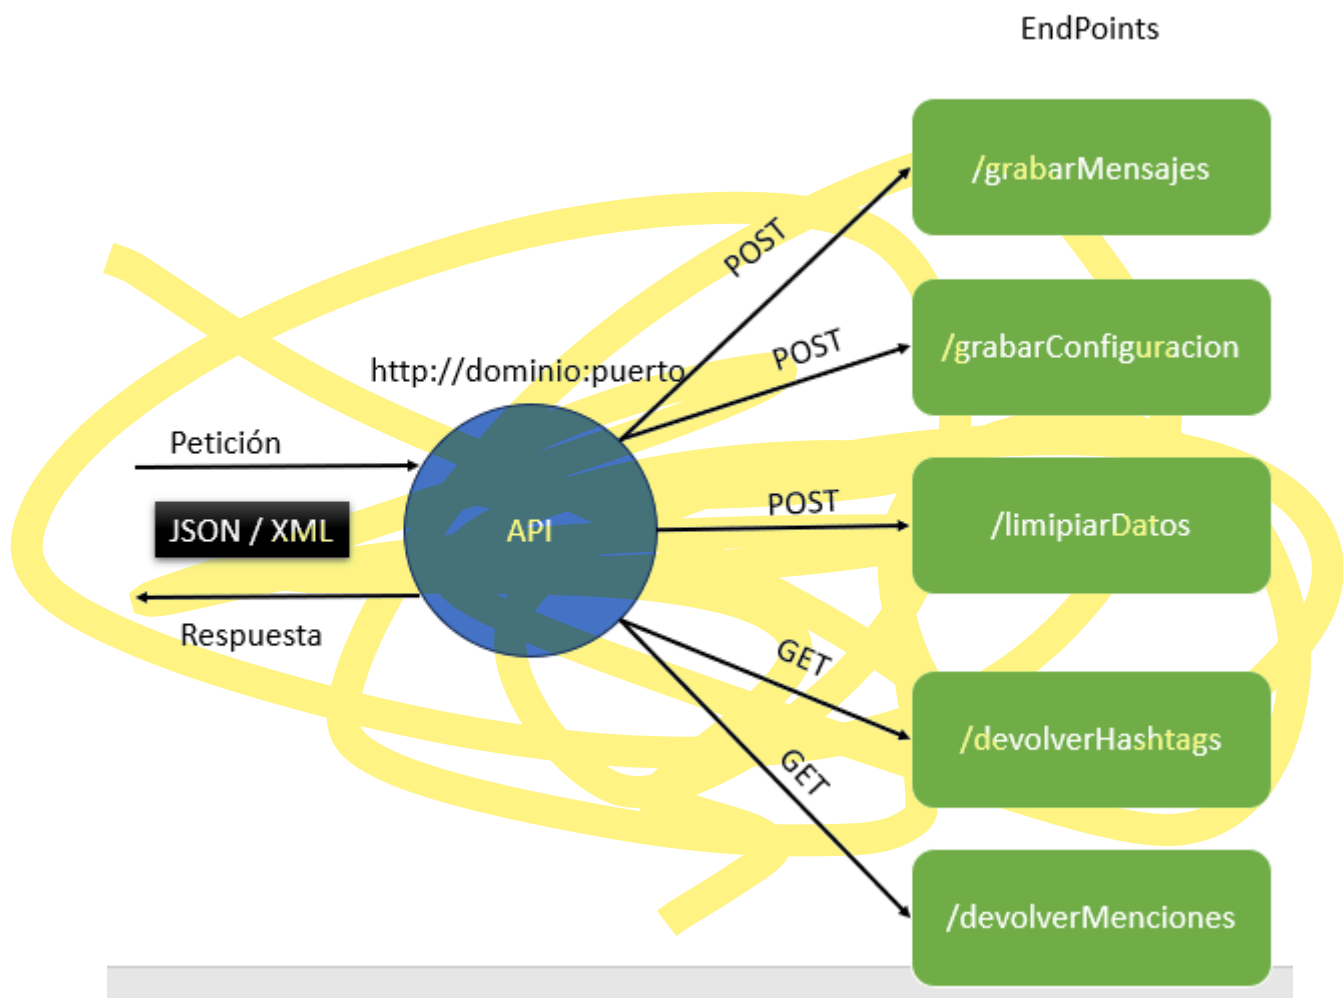 EndPoints
/grabarMensajes
POST
/grabarConfiguracion
POST
http://dominio:puerto
Petición
JSON / XML
API
POST
/limipiarDatos
Respuesta
GET
/devolverHashtags
GET
/devolverMenciones